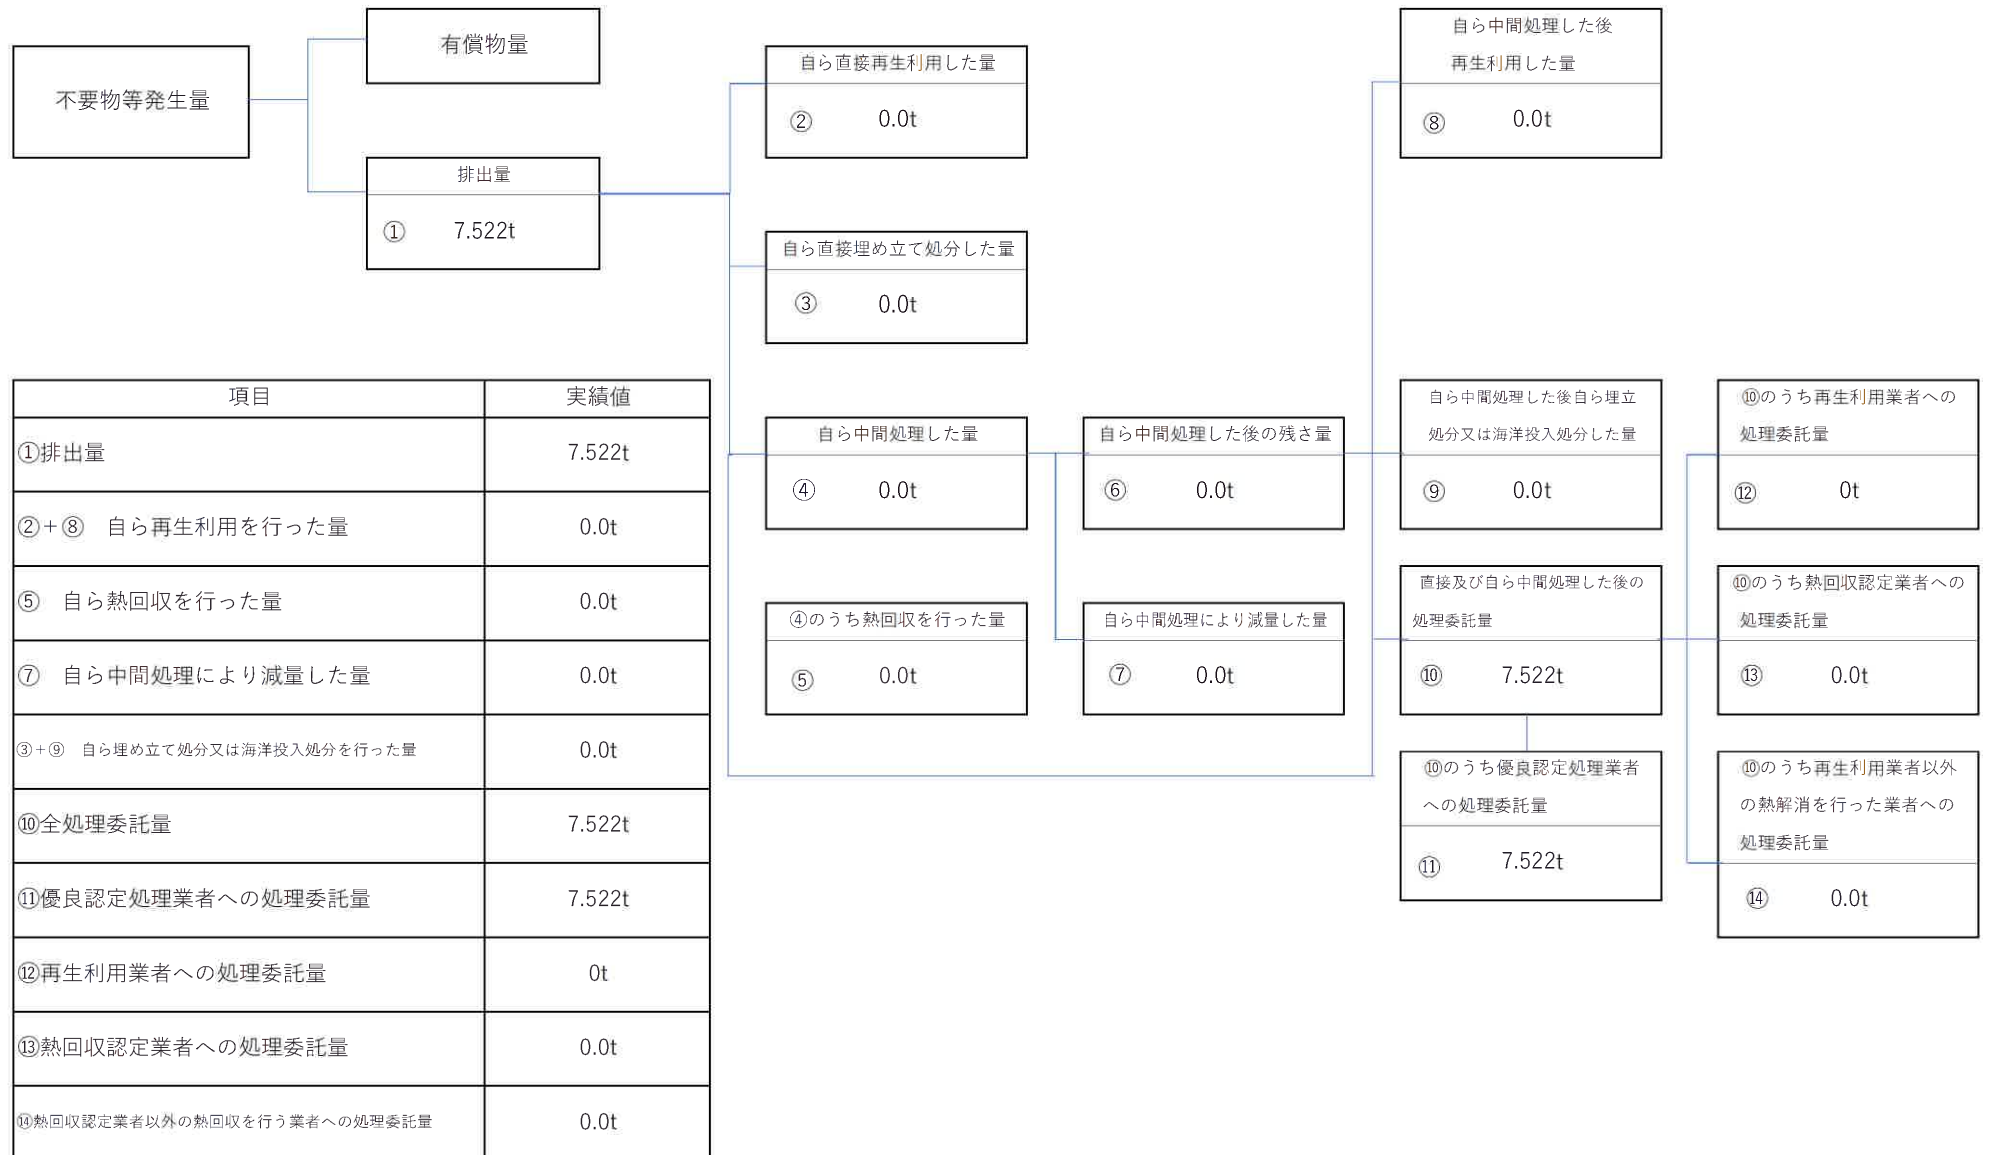 不要物等発生量
有償物量
排出量
① 7.522t
自ら直接再生利用した量
② 0.0t
自ら直接埋め立て処分した量
③ 0.0t
自ら中間処理した量
④ 0.0t
④のうち熱回収を行った量
⑤ 0.0t
自ら中間処理した後の残さ量
⑥ 0.0t
自ら中間処理により減量した量
⑦ 0.0t
自ら中間処理した後
再生利用した量
⑧ 0.0t
自ら中間処理した後自ら埋立
処分又は海洋投入処分した量
⑨ 0.0t
直接及び自ら中間処理した後の
処理委託量
⑩ 7.522t
⑩のうち優良認定処理業者
への処理委託量
⑪ 7.522t
⑩のうち再生利用業者への
処理委託量
⑫ 0t
⑩のうち熱回収認定業者への
処理委託量
⑬ 0.0t
⑩のうち再生利用業者以外
の熱解消を行った業者への
処理委託量
⑭ 0.0t
項目 実績値
①排出量 7.522t
②+⑧ 自ら再生利用を行った量 0.0t
⑤ 自ら熱回収を行った量 0.0t
⑦ 自ら中間処理により減量した量 0.0t
③+⑨ 自ら埋め立て処分又は海洋投入処分を行った量 0.0t
⑩全処理委託量 7.522t
⑪優良認定処理業者への処理委託量 7.522t
⑫再生利用業者への処理委託量 0t
⑬熱回収認定業者への処理委託量 0.0t
⑭熱回収認定業者以外の熱回収を行う業者への処理委託量 0.0t